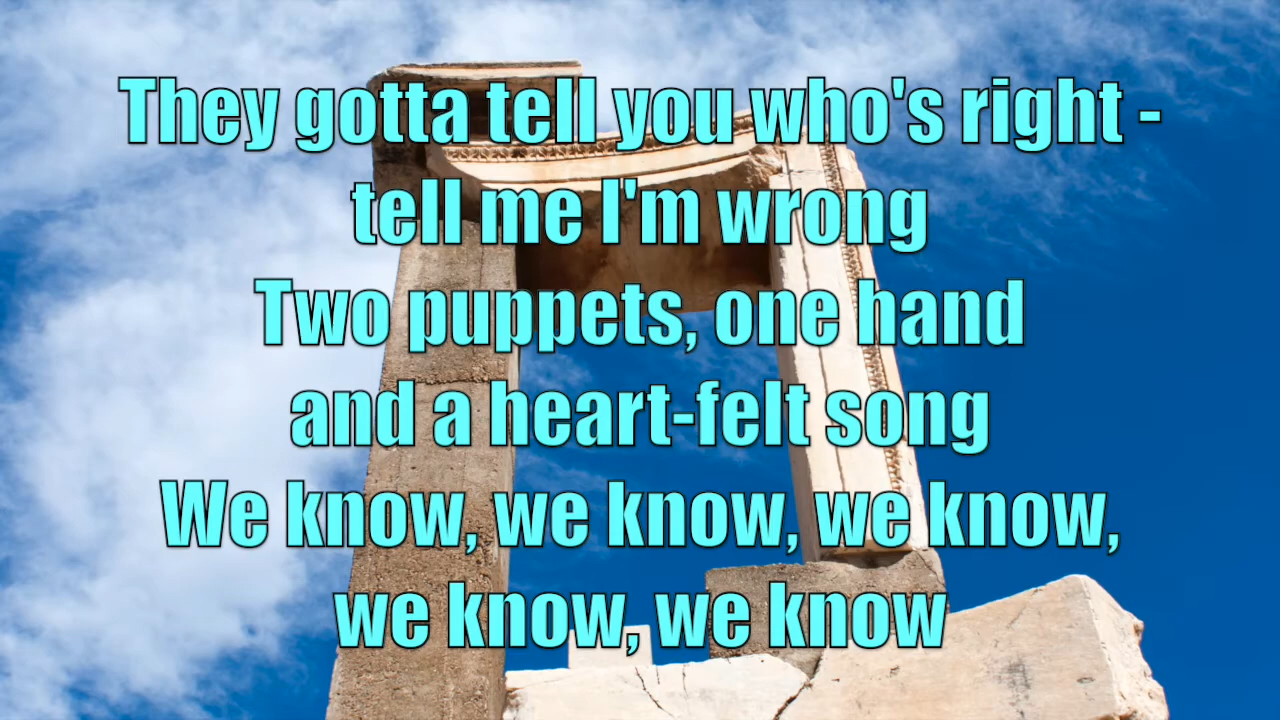 They gotta tell you who's right -
tell me I'm wrong
Two puppets, one hand
and a heart-felt song
We know, we know, we know,
we know, we know